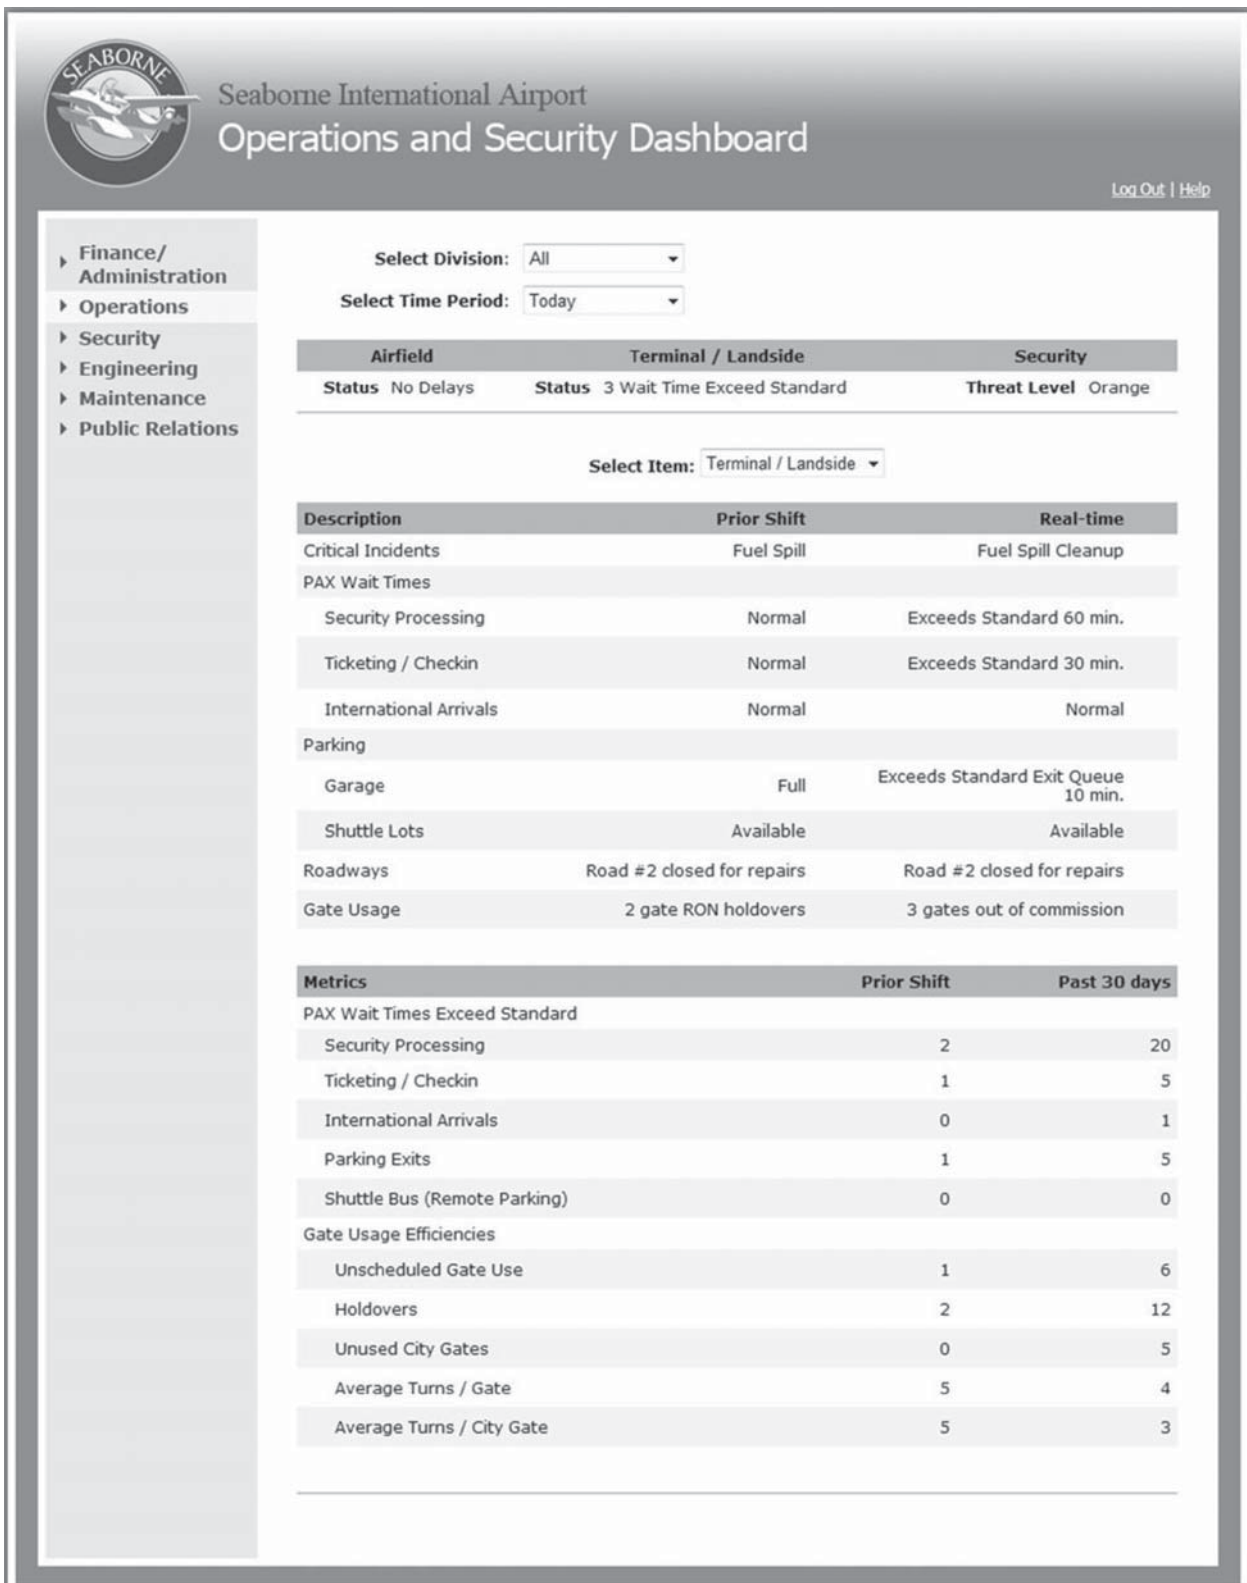 SEABORNE
Seaborne International Airport
Operations and Security Dashboard
Log Out | Help
Finance/
Administration
Operations
Security
Engineering
Maintenance
Public Relations
Select Division: All
Select Time Period: Today
Airfield Terminal / Landside Security
Status No Delays Status 3 Wait Time Exceed Standard Threat Level Orange
Select Item: Terminal / Landside
Description Prior Shift Real-time
Critical Incidents Fuel Spill Fuel Spill Cleanup
PAX Wait Times
Security Processing Normal Exceeds Standard 60 min.
Ticketing / Checkin Normal Exceeds Standard 30 min.
International Arrivals Normal Normal
Parking
Garage Full Exceeds Standard Exit Queue
10 min.
Shuttle Lots Available Available
Roadways Road #2 closed for repairs Road #2 closed for repairs
Gate Usage 2 gate RON holdovers 3 gates out of commission
Metrics Prior Shift Past 30 days
PAX Wait Times Exceed Standard
Security Processing 2 20
Ticketing / Checkin 1 5
International Arrivals 0 1
Parking Exits 1 5
Shuttle Bus (Remote Parking) 0 0
Gate Usage Efficiencies
Unscheduled Gate Use 1 6
Holdovers 2 12
Unused City Gates 0 5
Average Turns / Gate 5 4
Average Turns / City Gate 5 3